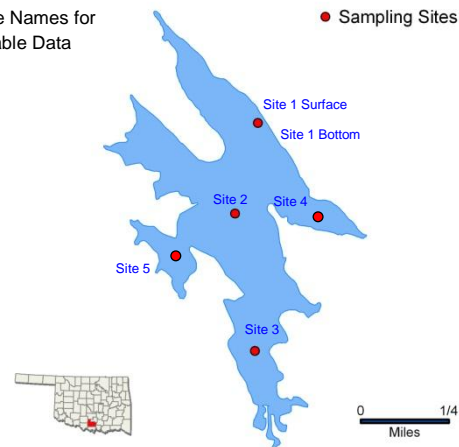 e Names for
able Data
Sampling Sites
Site 1 Surface
Site 1 Bottom
Site 2
Site 4
Site 5
Site 3
0 1/4
Miles